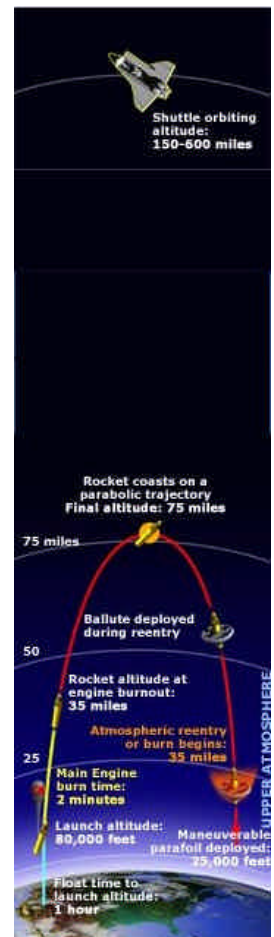 Shuttle orbiting
altitude:
150-600 miles
Rocket coasts on a
parabolic trajectory
Final altitude: 75 miles
75 miles
Ballute deployed
during reentry
50
Rocket altitude at
engine burnout:
35 miles
Atmospheric reentry
or burn begins:
35 miles
25
Main Engine
burn time:
2 minutes
UPPER ATMOSPHERE
Launch altitude:
80,000 feet
Maneuverable
parafoil deployed:
25,000 feet
Float time to
launch altitude:
1 hour